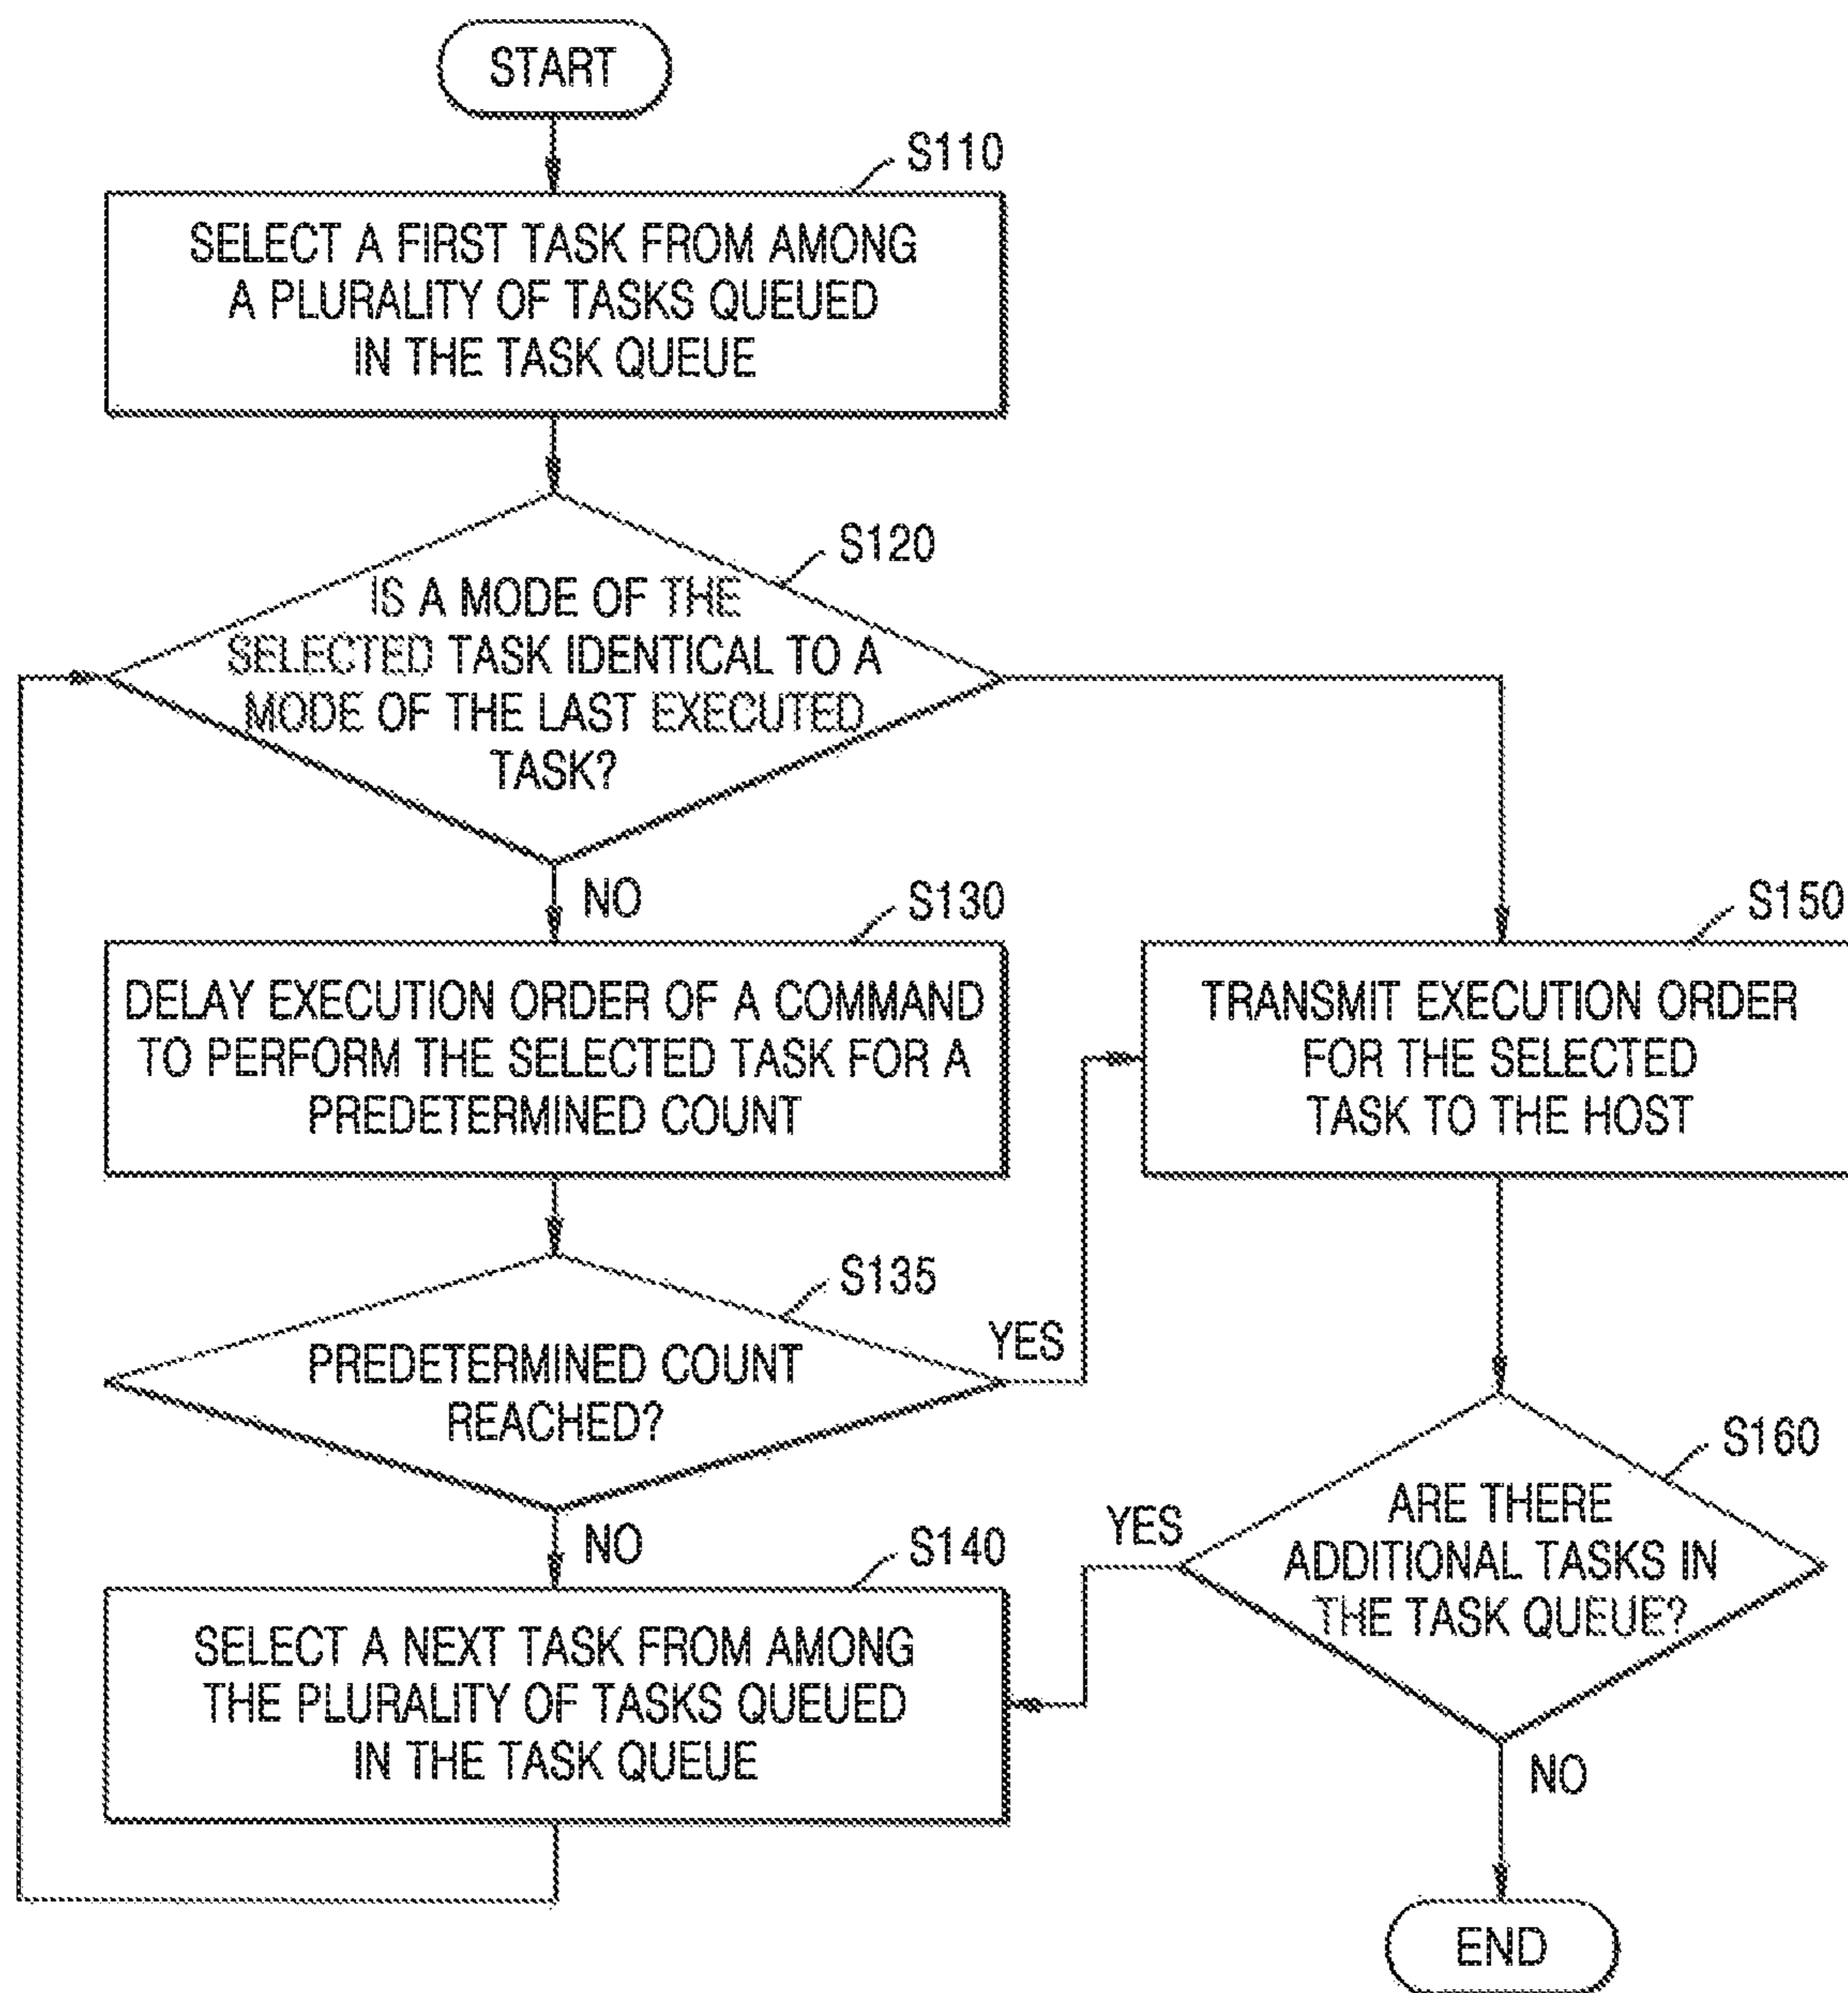 START
S110
SELECT A FIRST TASK FROM AMONG
A PLURALITY OF TASKS QUEUED
IN THE TASK QUEUE
S120
IS A MODE OF THE
SELECTED TASK IDENTICAL TO A
MODE OF THE LAST EXECUTED
TASK?
NO
S130
DELAY EXECUTION ORDER OF A COMMAND
TO PERFORM THE SELECTED TASK FOR A
PREDETERMINED COUNT
S150
TRANSMIT EXECUTION ORDER
FOR THE SELECTED
TASK TO THE HOST
S135
PREDETERMINED COUNT
REACHED?
YES
NO
S140
SELECT A NEXT TASK FROM AMONG
THE PLURALITY OF TASKS QUEUED
IN THE TASK QUEUE
S160
ARE THERE
ADDITIONAL TASKS IN
THE TASK QUEUE?
YES
NO
END